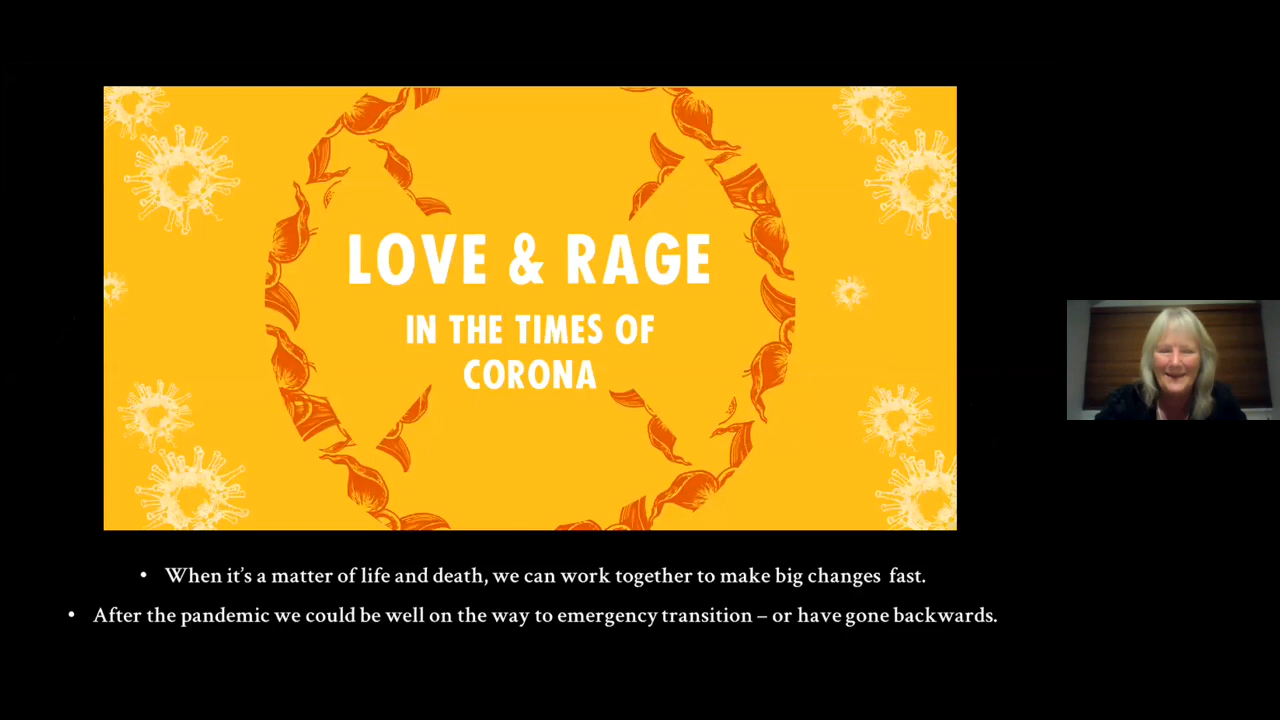 LOVE & RAGE
IN THE TIMES OF
CORONA
• When it’s a matter of life and death, we can work together to make big changes  fast.
• After the pandemic we could be well on the way to emergency transition – or have gone backwards.